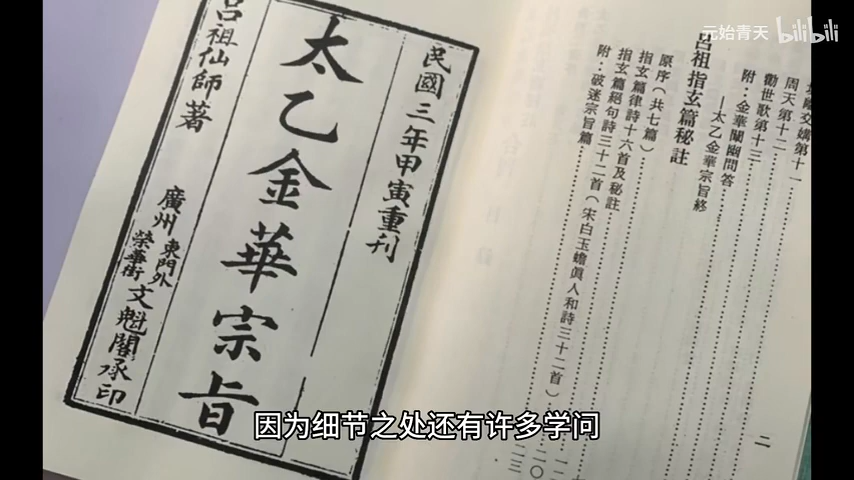 元始青天 bilibili
民國三年甲寅重刊
太乙金華宗旨
呂祖仙師著
廣州東門外
榮華街
文魁閣承印
周天第十二
勸世歌第十三
附：金華闡幽問答
—太乙金華宗旨終
呂祖指玄篇秘註
原序（共七篇）
指玄篇律詩十六首及秘註
指玄篇絕句詩三十二首（宋白玉蟾眞人和詩三十二首）
附：破迷宗旨篇
二
因为细节之处还有许多学问